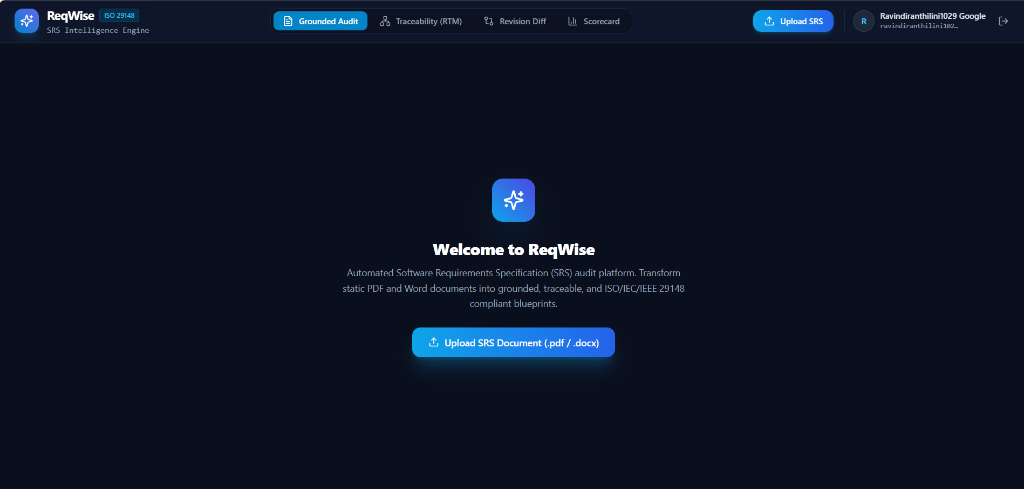 ReqWise ISO 29148
SRS Intelligence Engine
Grounded Audit
Traceability (RTM)
Revision Diff
Scorecard
Upload SRS
R
Ravindiranthilini1029 Google
ravindiranthilini102…
Welcome to ReqWise
Automated Software Requirements Specification (SRS) audit platform. Transform
static PDF and Word documents into grounded, traceable, and ISO/IEC/IEEE 29148
compliant blueprints.
Upload SRS Document (.pdf / .docx)